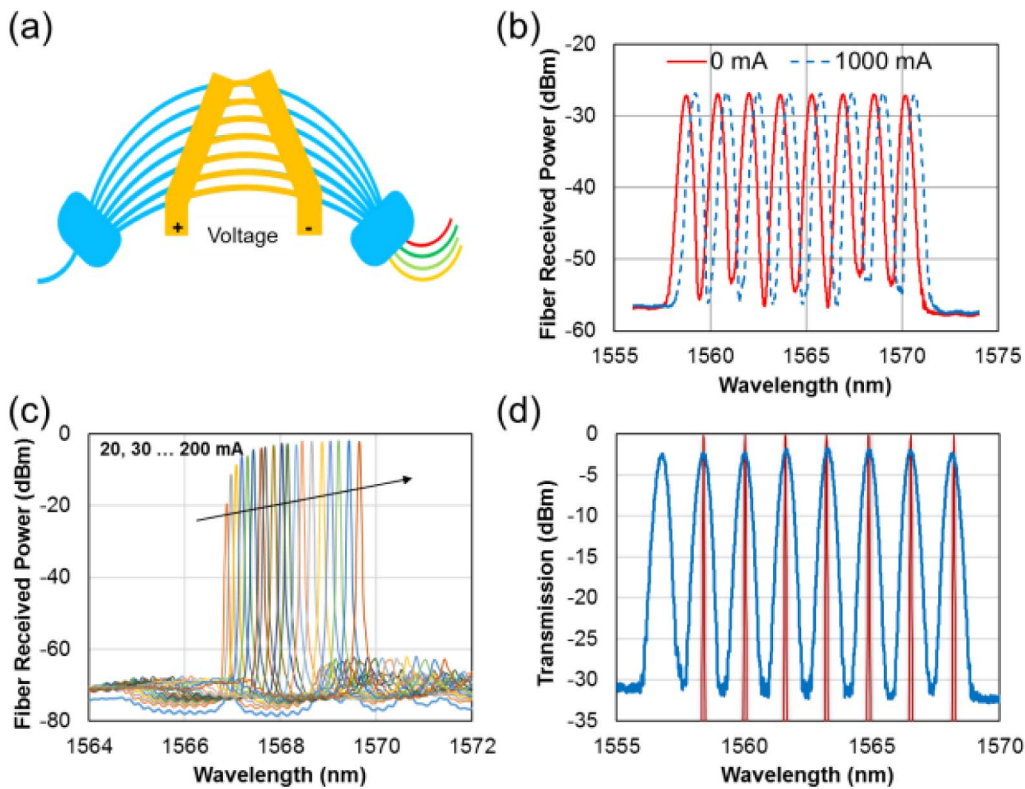 (a)
+
Voltage
-
(b)
Fiber Received Power (dBm)
-20
-30
-40
-50
-60
0 mA
1000 mA
1555
1560
1565
1570
1575
Wavelength (nm)
(c)
Fiber Received Power (dBm)
0
-20
-40
-60
-80
20, 30 ... 200 mA
1564
1566
1568
1570
1572
Wavelength (nm)
(d)
Transmission (dBm)
0
-5
-10
-15
-20
-25
-30
-35
1555
1560
1565
1570
Wavelength (nm)